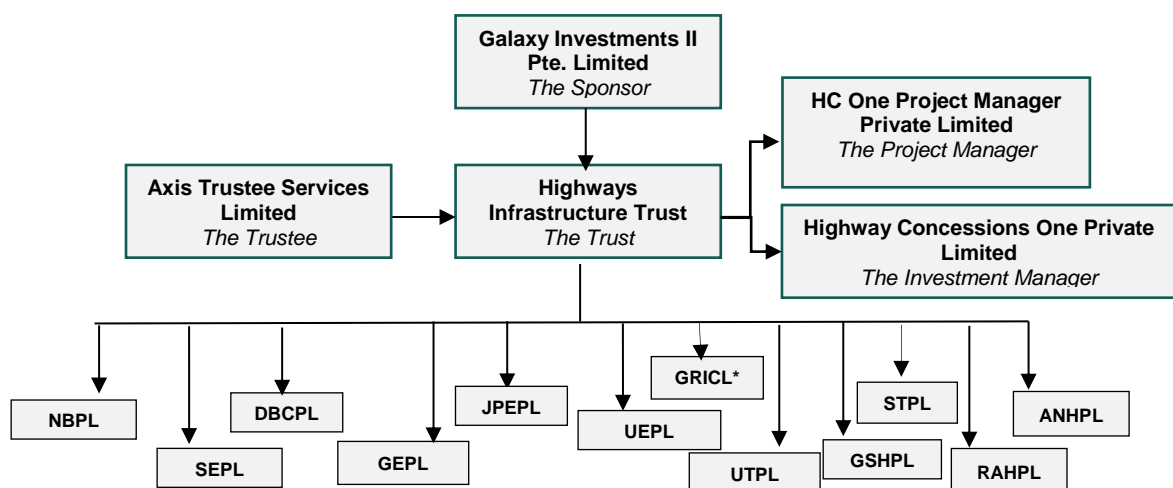 Galaxy Investments II
Pte. Limited
The Sponsor
HC One Project Manager
Private Limited
The Project Manager
Axis Trustee Services
Limited
The Trustee
Highways
Infrastructure Trust
The Trust
Highway Concessions One Private
Limited
The Investment Manager
NBPL
SEPL
DBCPL
GEPL
JPEPL
UEPL
GRICL*
UTPL
GSHPL
STPL
RAHPL
ANHPL